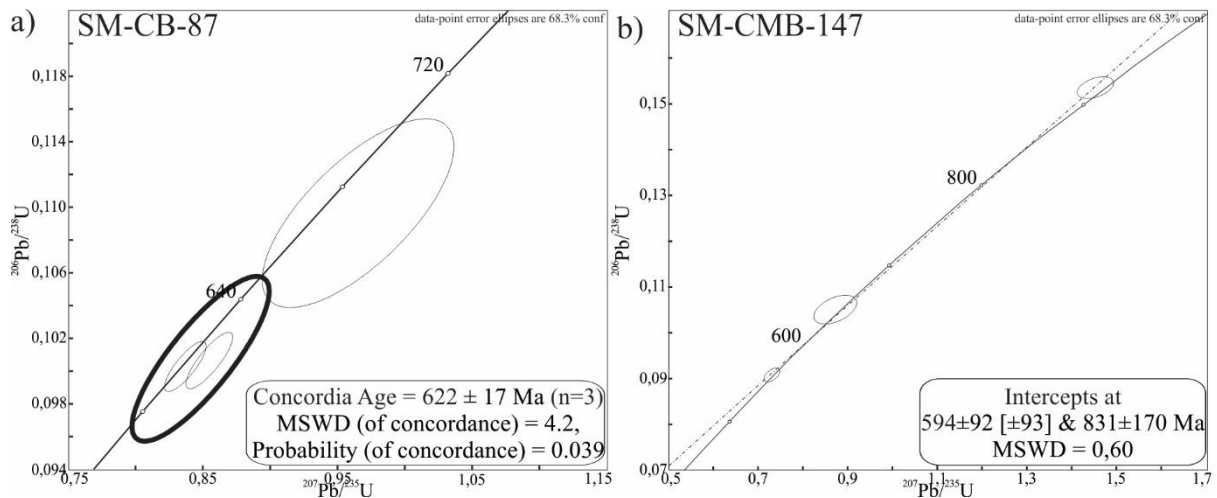 a)
SM-CB-87
data-point error ellipses are 68.3% conf
720
640
0,118
0,114
0,110
0,106
0,102
0,098
0,094
²⁰⁶Pb/²³⁸U
Concordia Age = 622 ± 17 Ma (n=3)
MSWD (of concordance) = 4.2,
Probability (of concordance) = 0.039
0,75 0,85 0,95 1,05 1,15
²⁰⁷Pb/²³⁵U
b)
SM-CMB-147
data-point error ellipses are 68.3% conf
800
600
0,15
0,13
0,11
0,09
0,07
²⁰⁶Pb/²³⁸U
Intercepts at
594±92 [±93] & 831±170 Ma
MSWD = 0,60
0,5 0,7 0,9 1,1 1,3 1,5 1,7
²⁰⁷Pb/²³⁵U